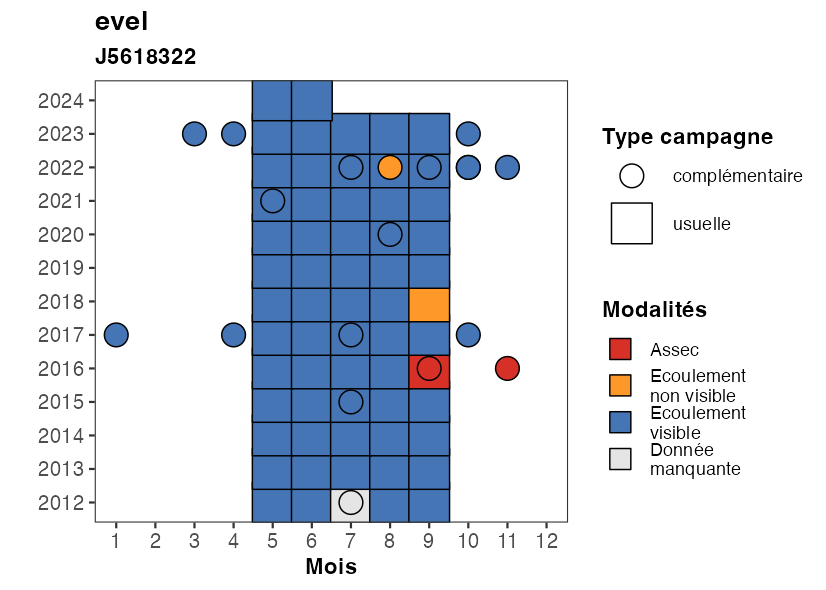 evel
J5618322
2024
2023
2022
2021
2020
2019
2018
2017
2016
2015
2014
2013
2012
1 2 3 4 5 6 7 8 9 10 11 12
Mois
Type campagne
complémentaire
usuelle
Modalités
Assec
Ecoulement
non visible
Ecoulement
visible
Donnée
manquante